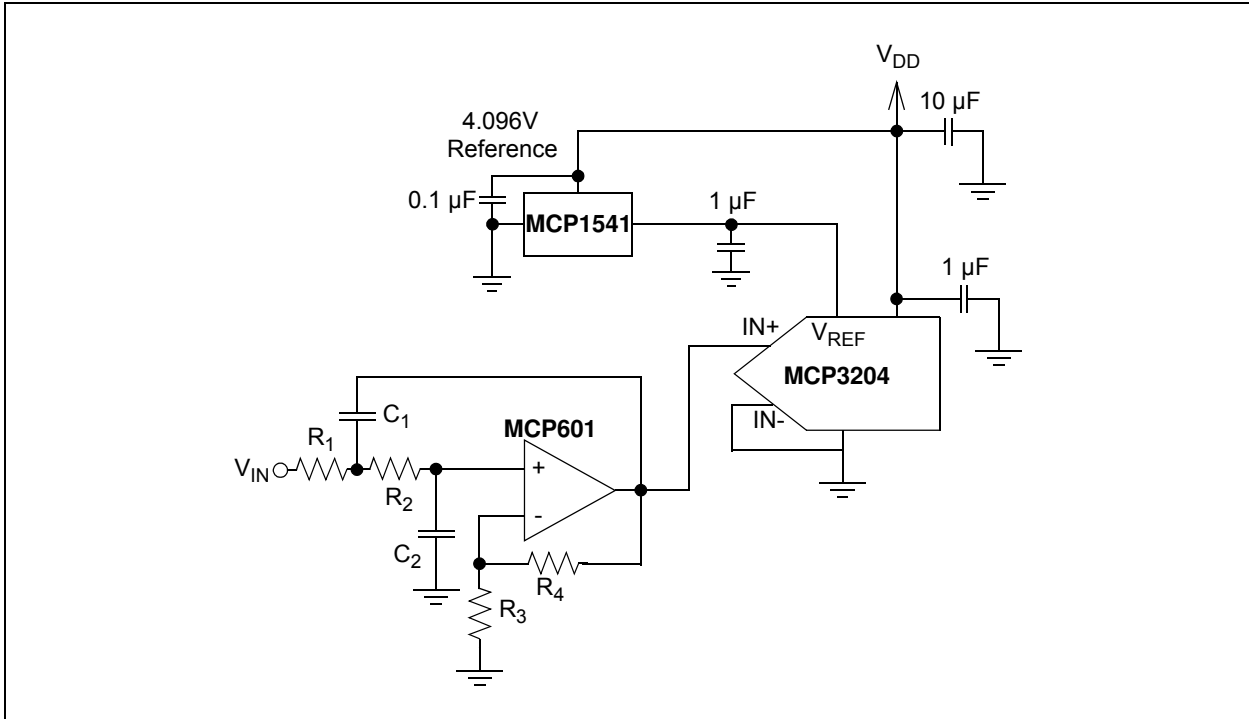 V_DD
10 µF
4.096V
Reference
0.1 µF
MCP1541
1 µF
1 µF
IN+
V_REF
MCP3204
IN-
C_1
MCP601
R_1
V_IN
+
R_2
-
C_2
R_4
R_3